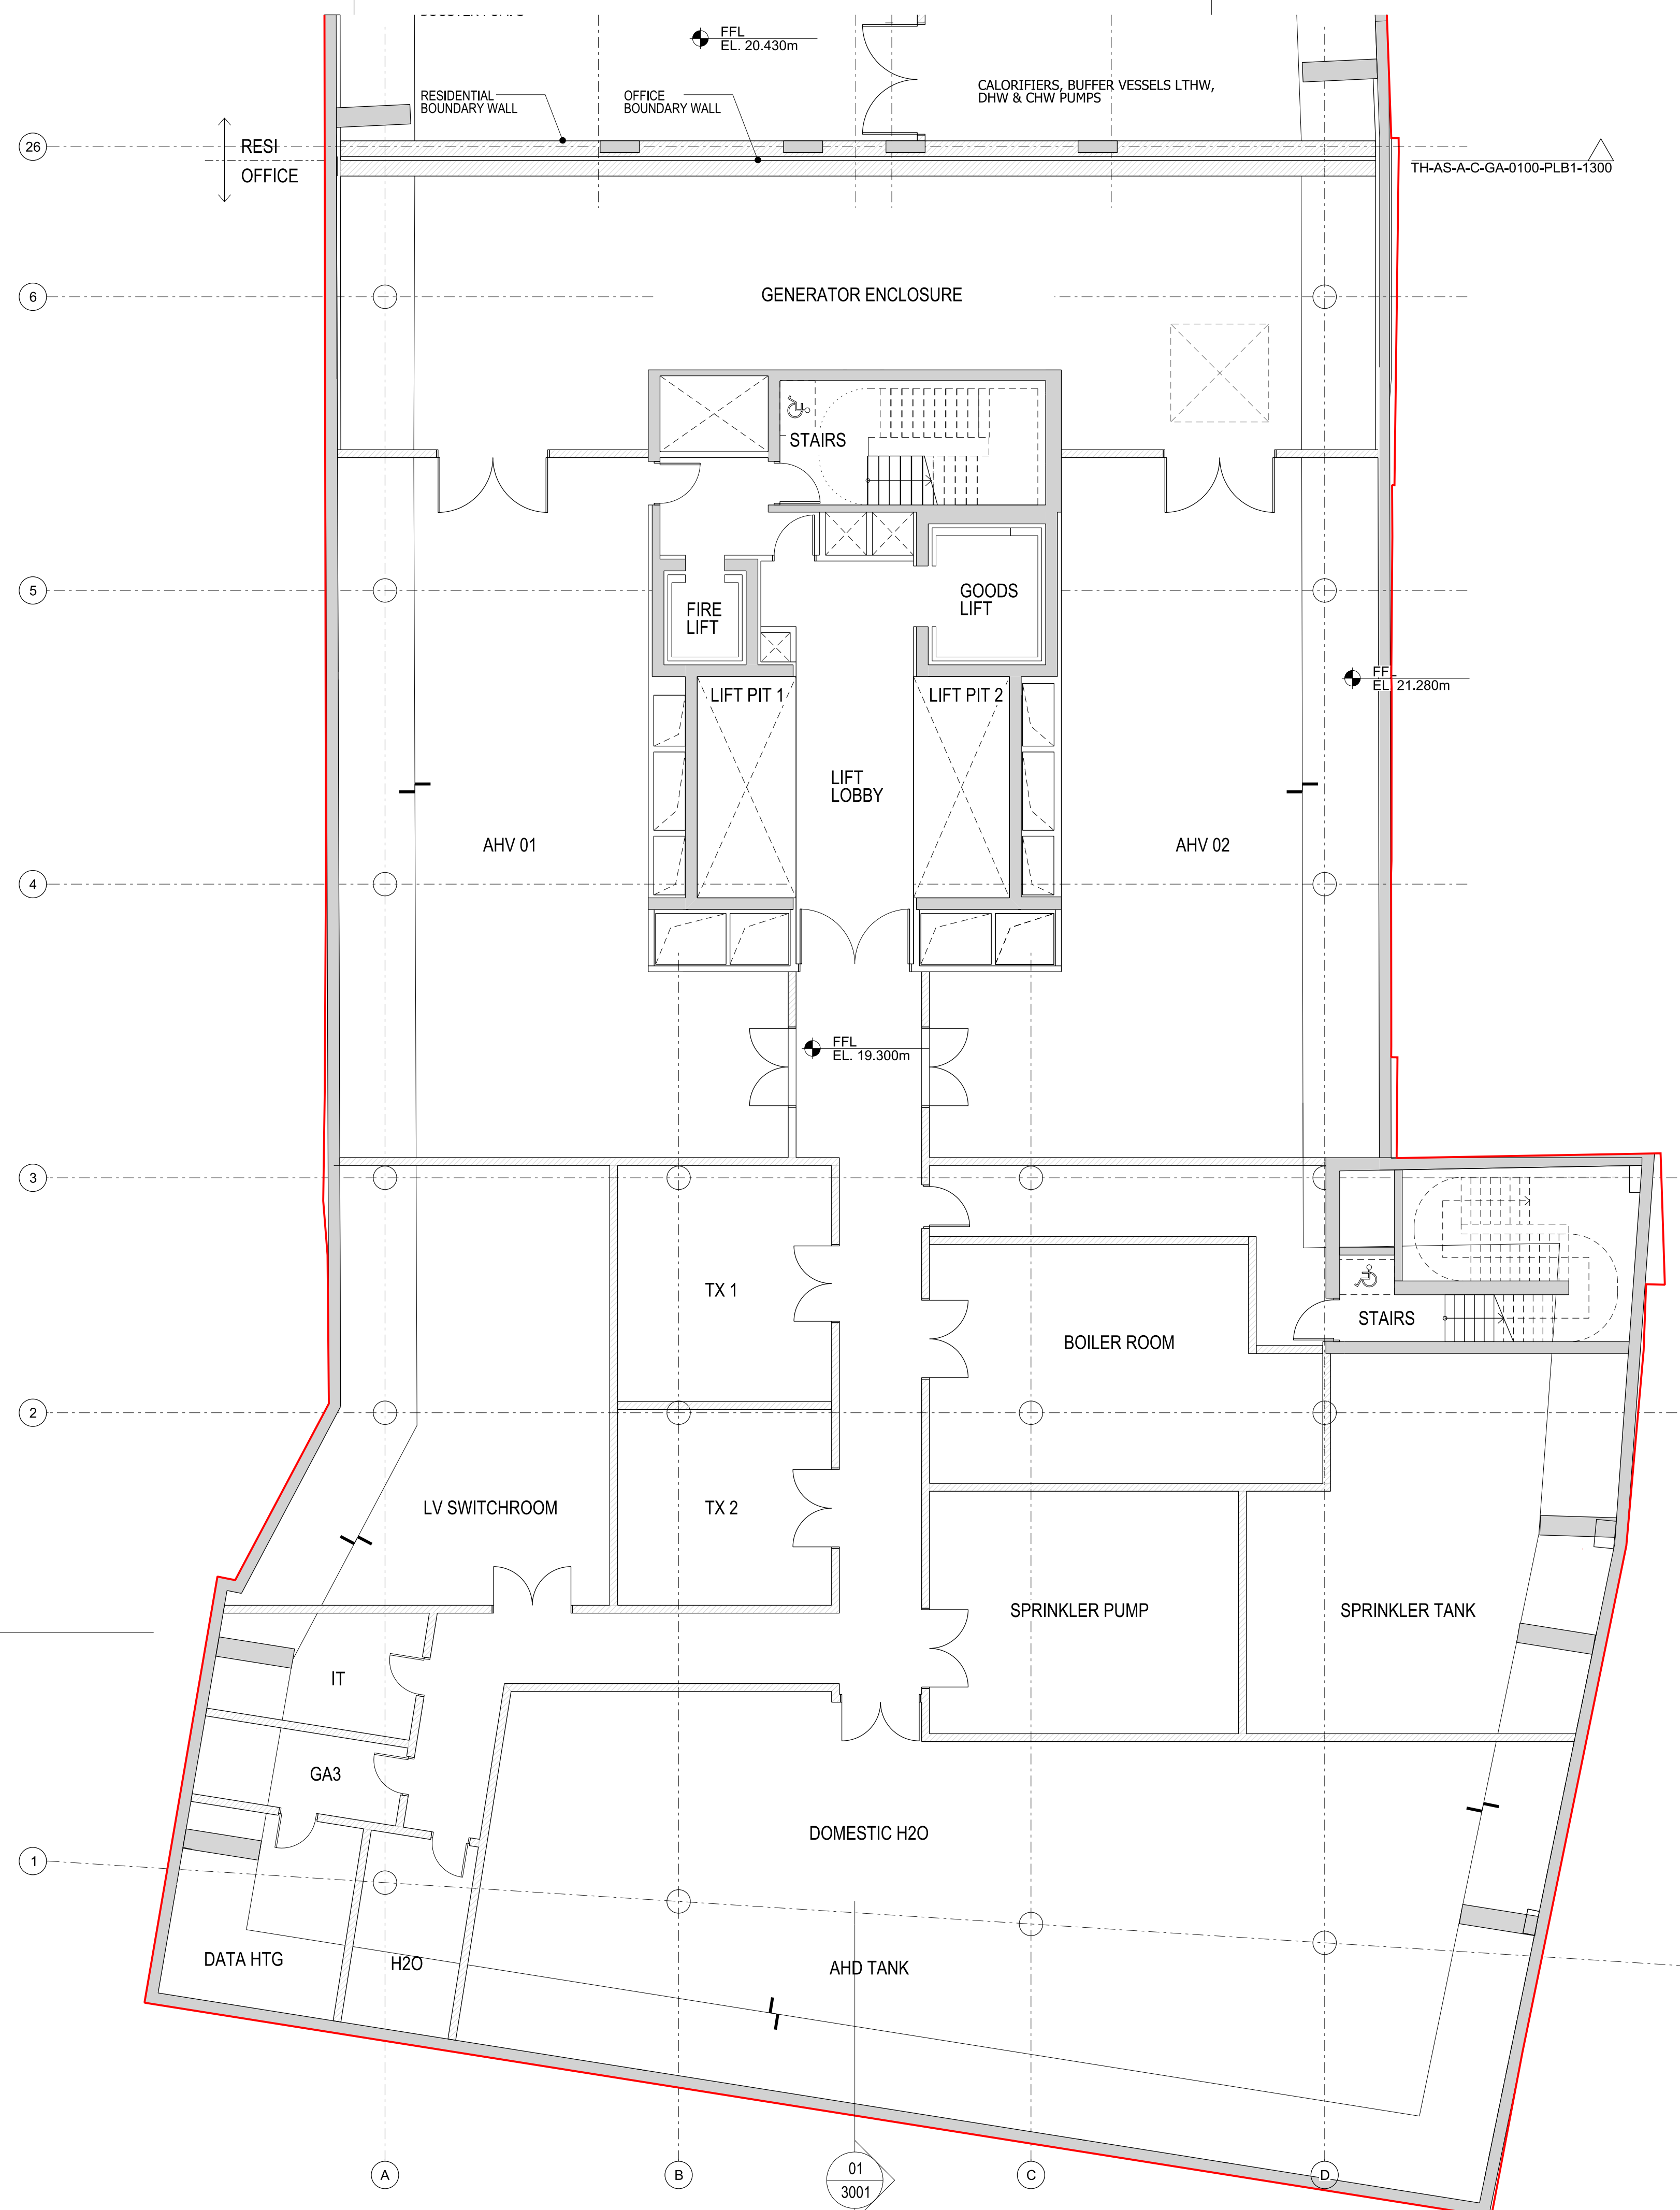 FFL
EL. 20.430m
RESIDENTIAL
BOUNDARY WALL
OFFICE
BOUNDARY WALL
CALORIFIERS, BUFFER VESSELS LTHW,
DHW & CHW PUMPS
26
RESI
OFFICE
TH-AS-A-C-GA-0100-PLB1-1300
6
GENERATOR ENCLOSURE
STAIRS
5
FIRE
LIFT
GOODS
LIFT
FFL
EL. 21.280m
LIFT PIT 1
LIFT PIT 2
LIFT
LOBBY
AHV 01
AHV 02
4
FFL
EL. 19.300m
3
TX 1
STAIRS
BOILER ROOM
2
LV SWITCHROOM
TX 2
SPRINKLER PUMP
SPRINKLER TANK
IT
GA3
DOMESTIC H2O
1
DATA HTG
H2O
AHD TANK
A
B
01
3001
C
D